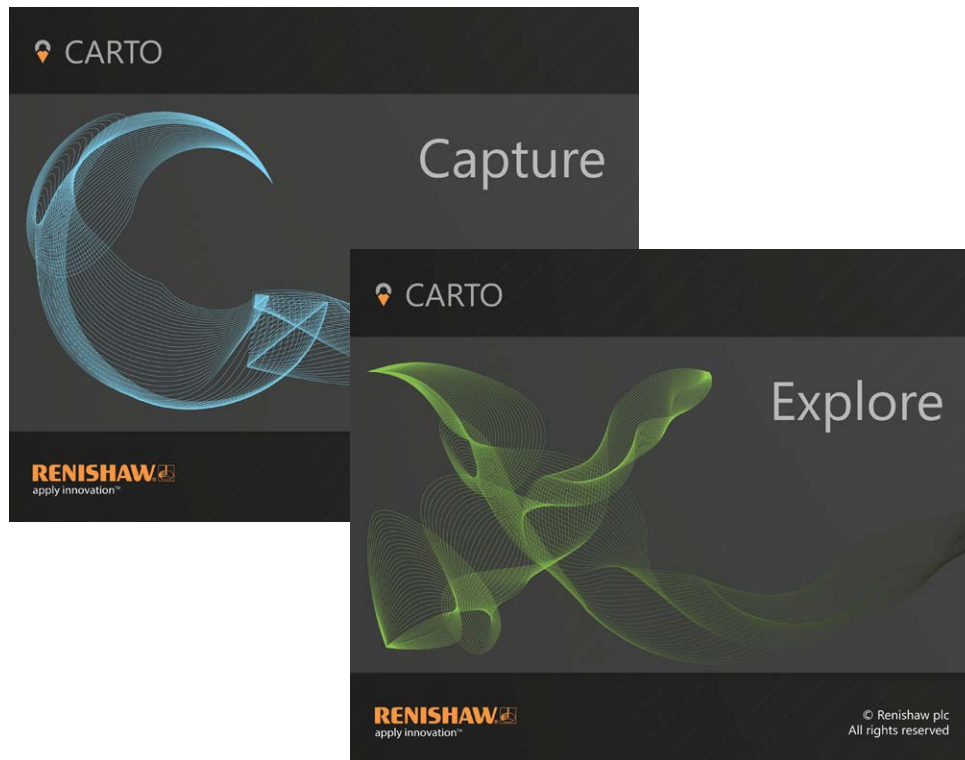 CARTO
Capture
RENISHAW
apply innovation™
CARTO
Explore
RENISHAW
apply innovation™
© Renishaw plc
All rights reserved